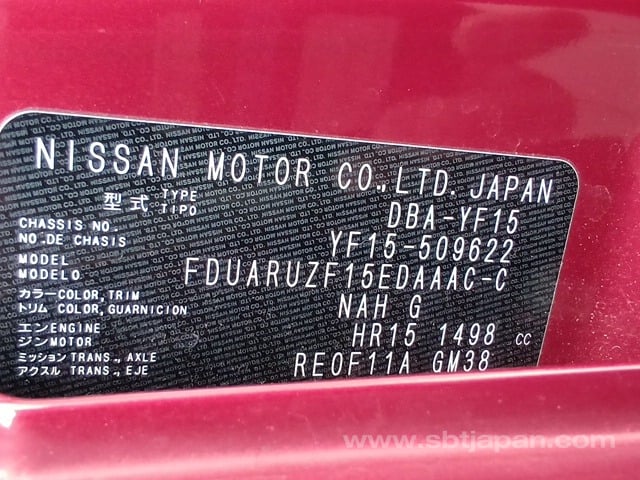 NISSAN MOTOR CO.,LTD. JAPAN
型式 TYPE TIPO DBA-YF15
CHASSIS NO.
NO.DE CHASIS YF15-509622
MODEL
MODELO FDUARUZF15EDAAAC-C
カラー COLOR, TRIM
トリム COLOR, GUARNICION NAH G
エン ENGINE
ジン MOTOR HR15 1498 cc
ミッション TRANS., AXLE
アクスル TRANS., EJE RE0F11A GM38
www.sbtjapan.com